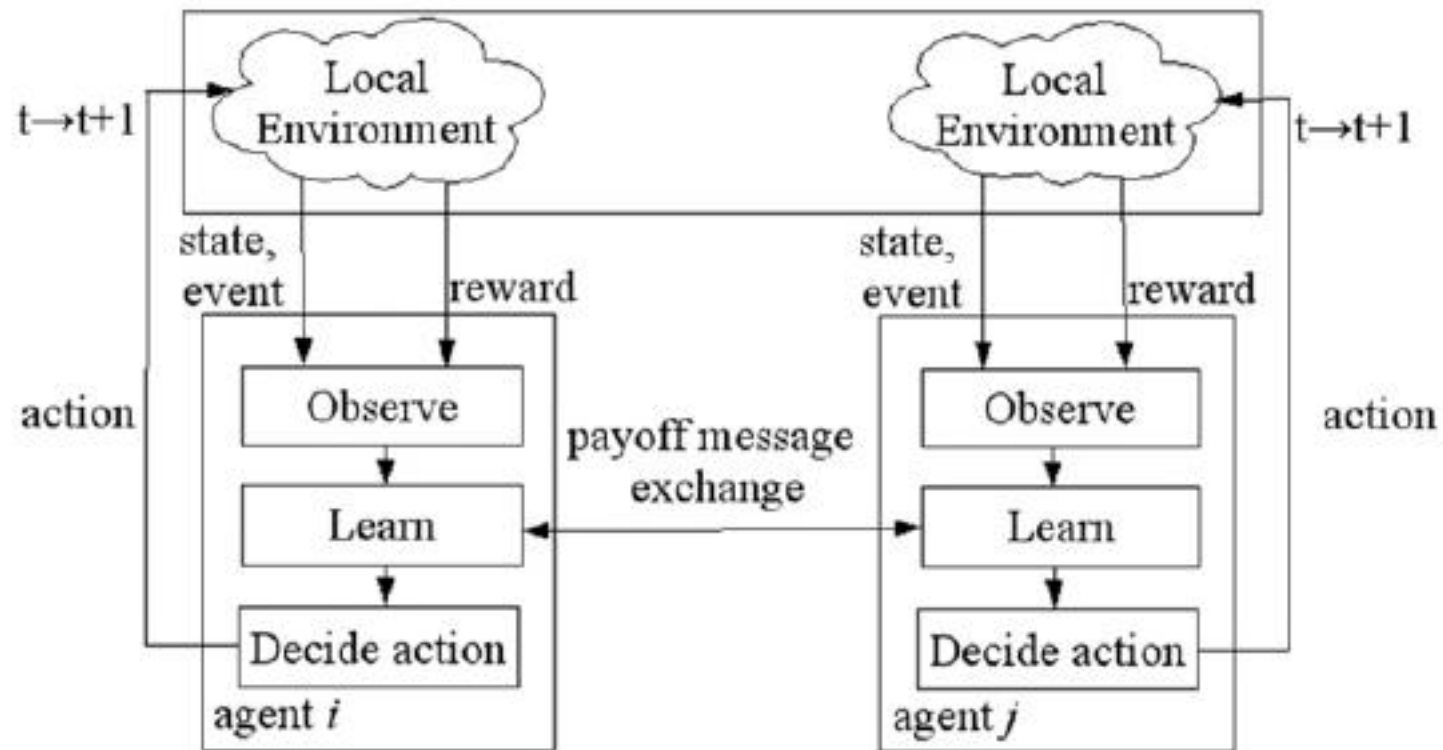 Local
Environment
Local
Environment
t→t+1
t→t+1
state,
event
reward
state,
event
reward
Observe
Observe
action
action
payoff message
exchange
Learn
Learn
Decide action
Decide action
agent i
agent j